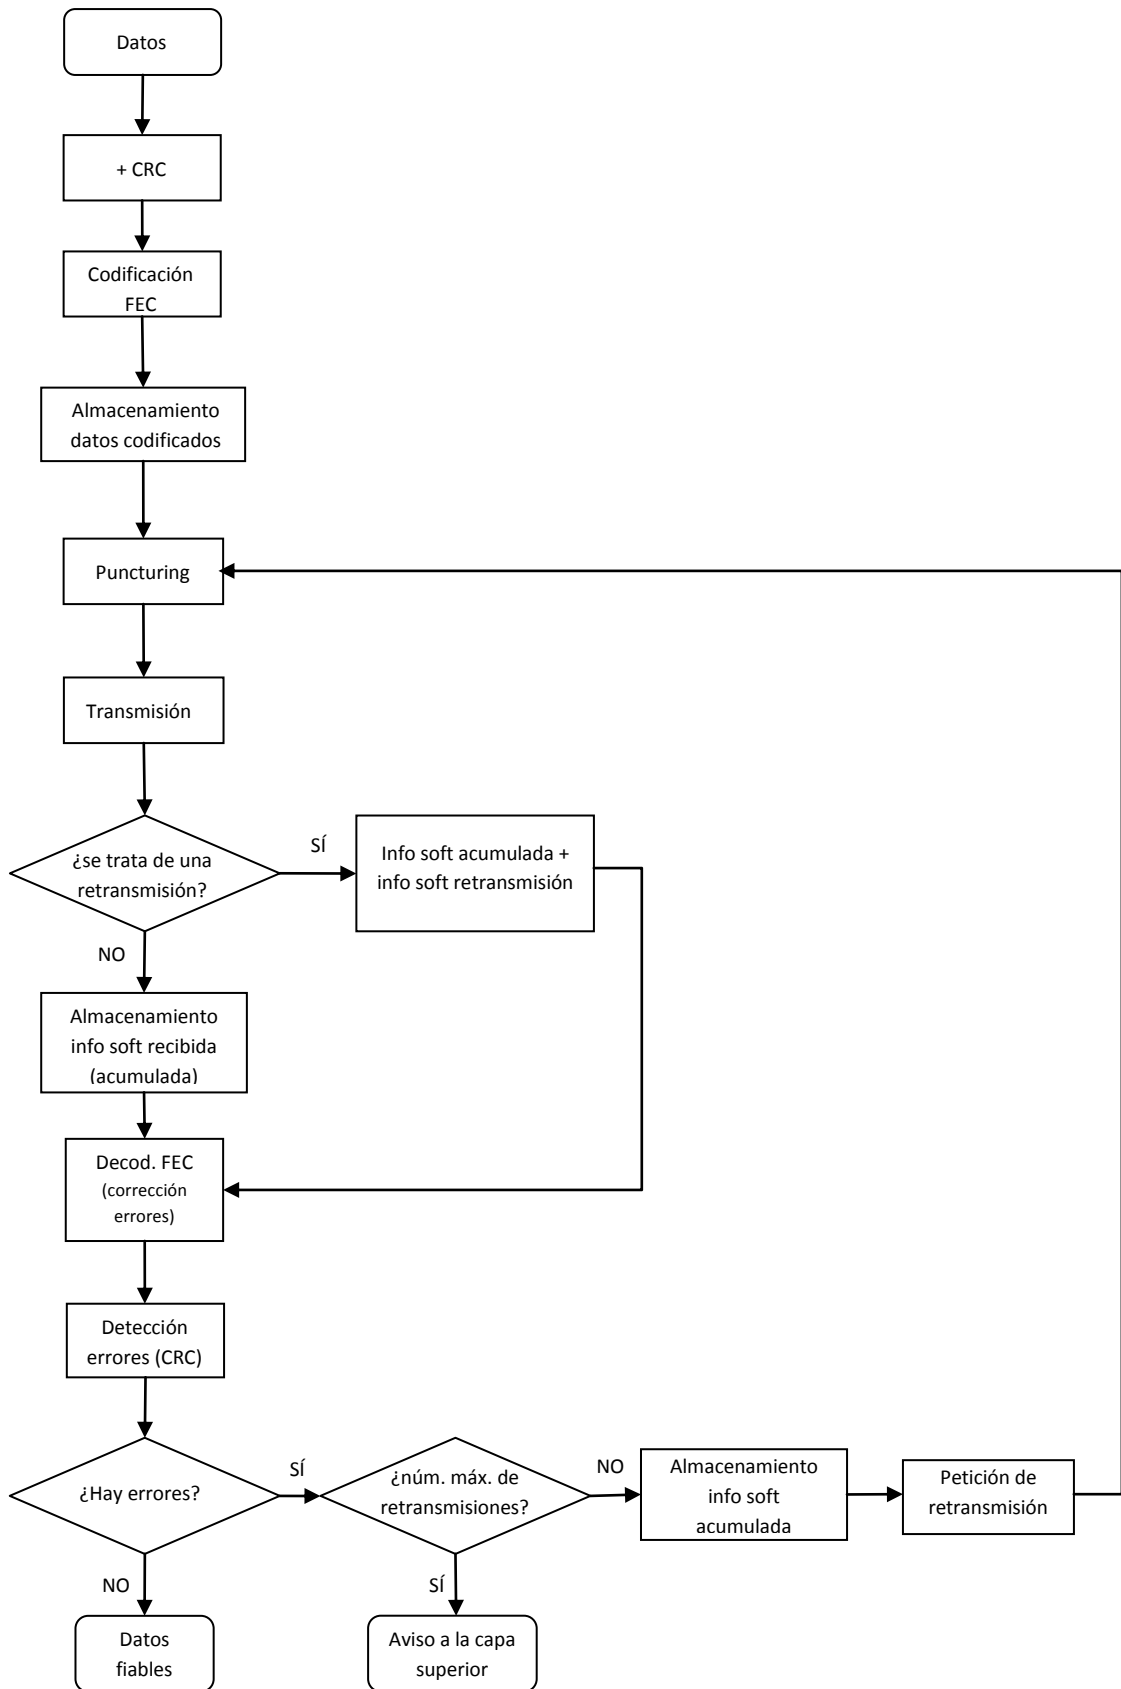 Datos
+ CRC
Codificación
FEC
Almacenamiento
datos codificados
Puncturing
Transmisión
¿se trata de una
retransmisión?
SÍ
Info soft acumulada +
info soft retransmisión
NO
Almacenamiento
info soft recibida
(acumulada)
Decod. FEC
(corrección
errores)
Detección
errores (CRC)
¿Hay errores?
SÍ
¿núm. máx. de
retransmisiones?
NO
Almacenamiento
info soft
acumulada
Petición de
retransmisión
NO
SÍ
Datos
fiables
Aviso a la capa
superior